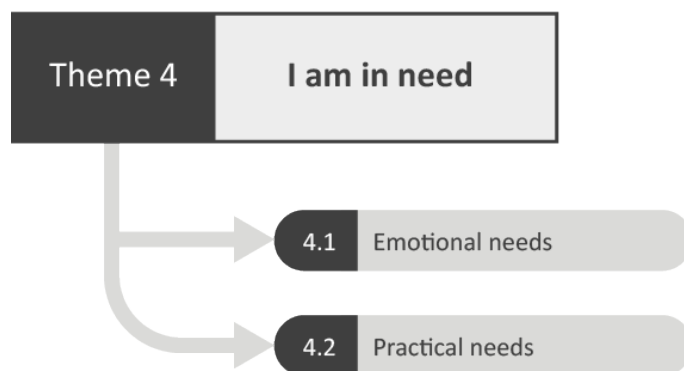 Theme 4
I am in need
4.1 Emotional needs
4.2 Practical needs